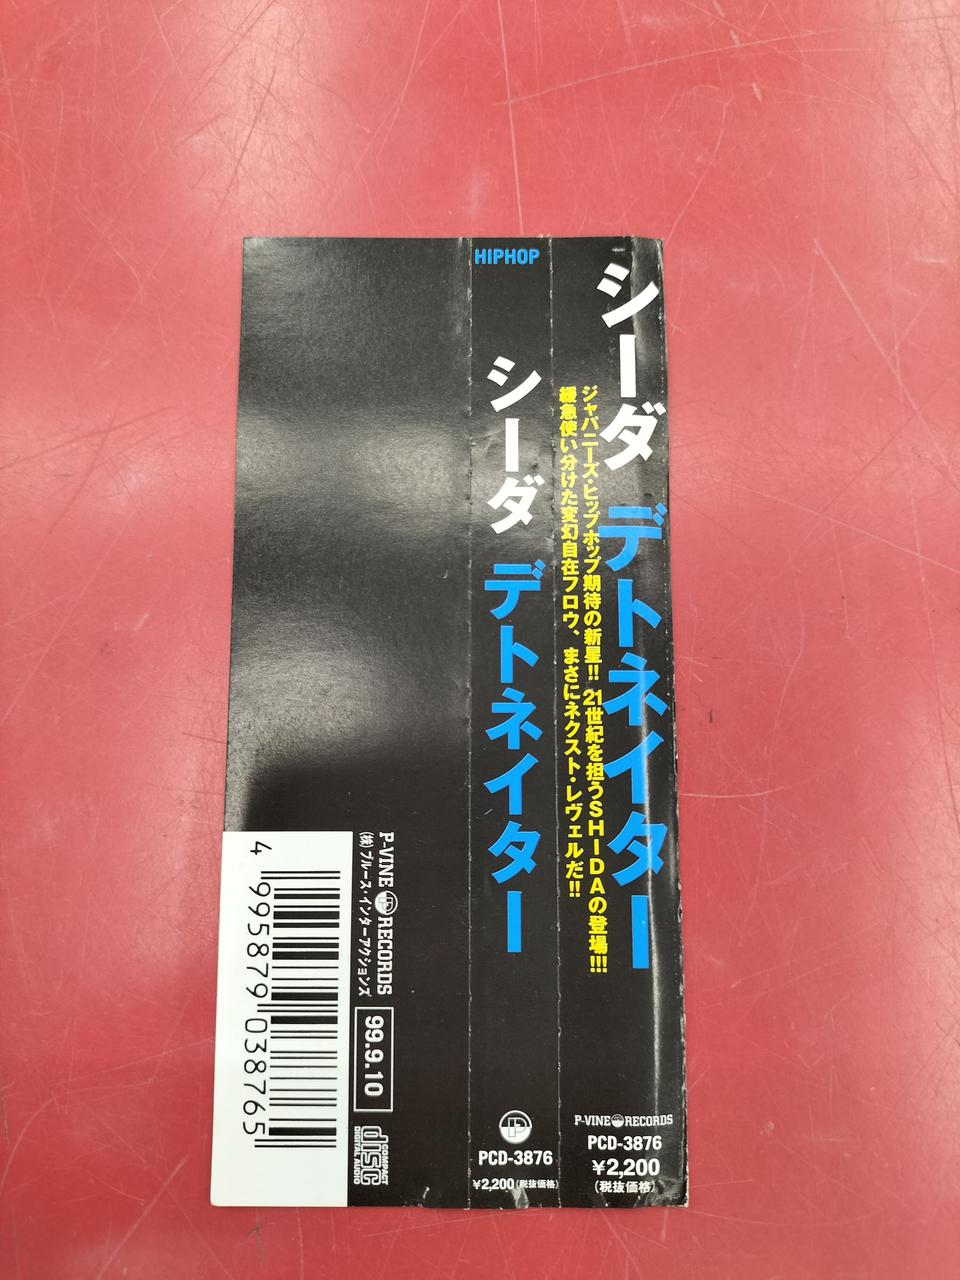 シーダ デトネイター
ジャパニーズ・ヒップホップ期待の新星!! 21世紀を担うSHIDAの登場!!!
緩急使い分けた変幻自在フロウ、まさにネクスト・レヴェルだ!!
P-VINE RECORDS
PCD-3876
¥2,200
(税抜価格)
HIPHOP
シーダ デトネイター
PCD-3876
¥2,200(税抜価格)
P-VINE RECORDS
(株)ブルース・インターアクションズ
99.9.10
COMPACT
disc
DIGITAL AUDIO
4 995879 038765